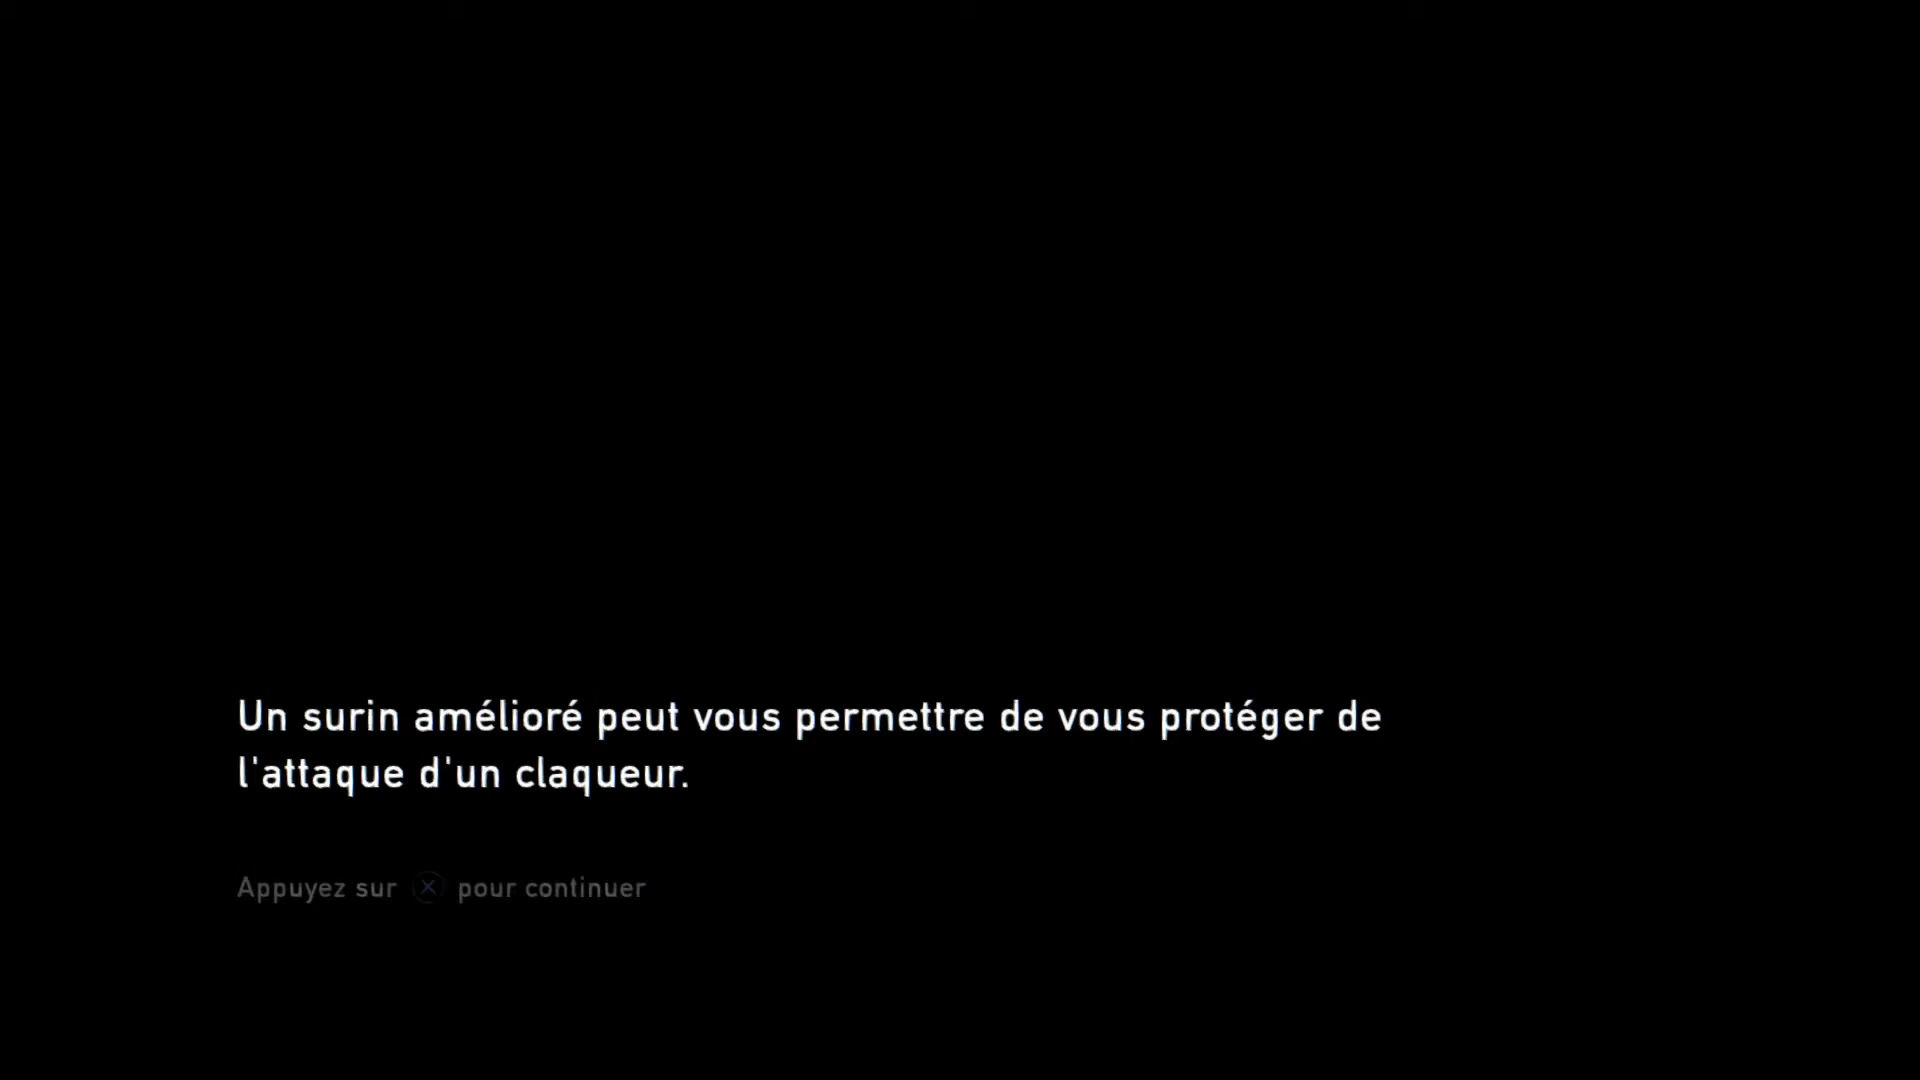 Un surin amélioré peut vous permettre de vous protéger de
l'attaque d'un claqueur.
Appuyez sur ⓧ pour continuer